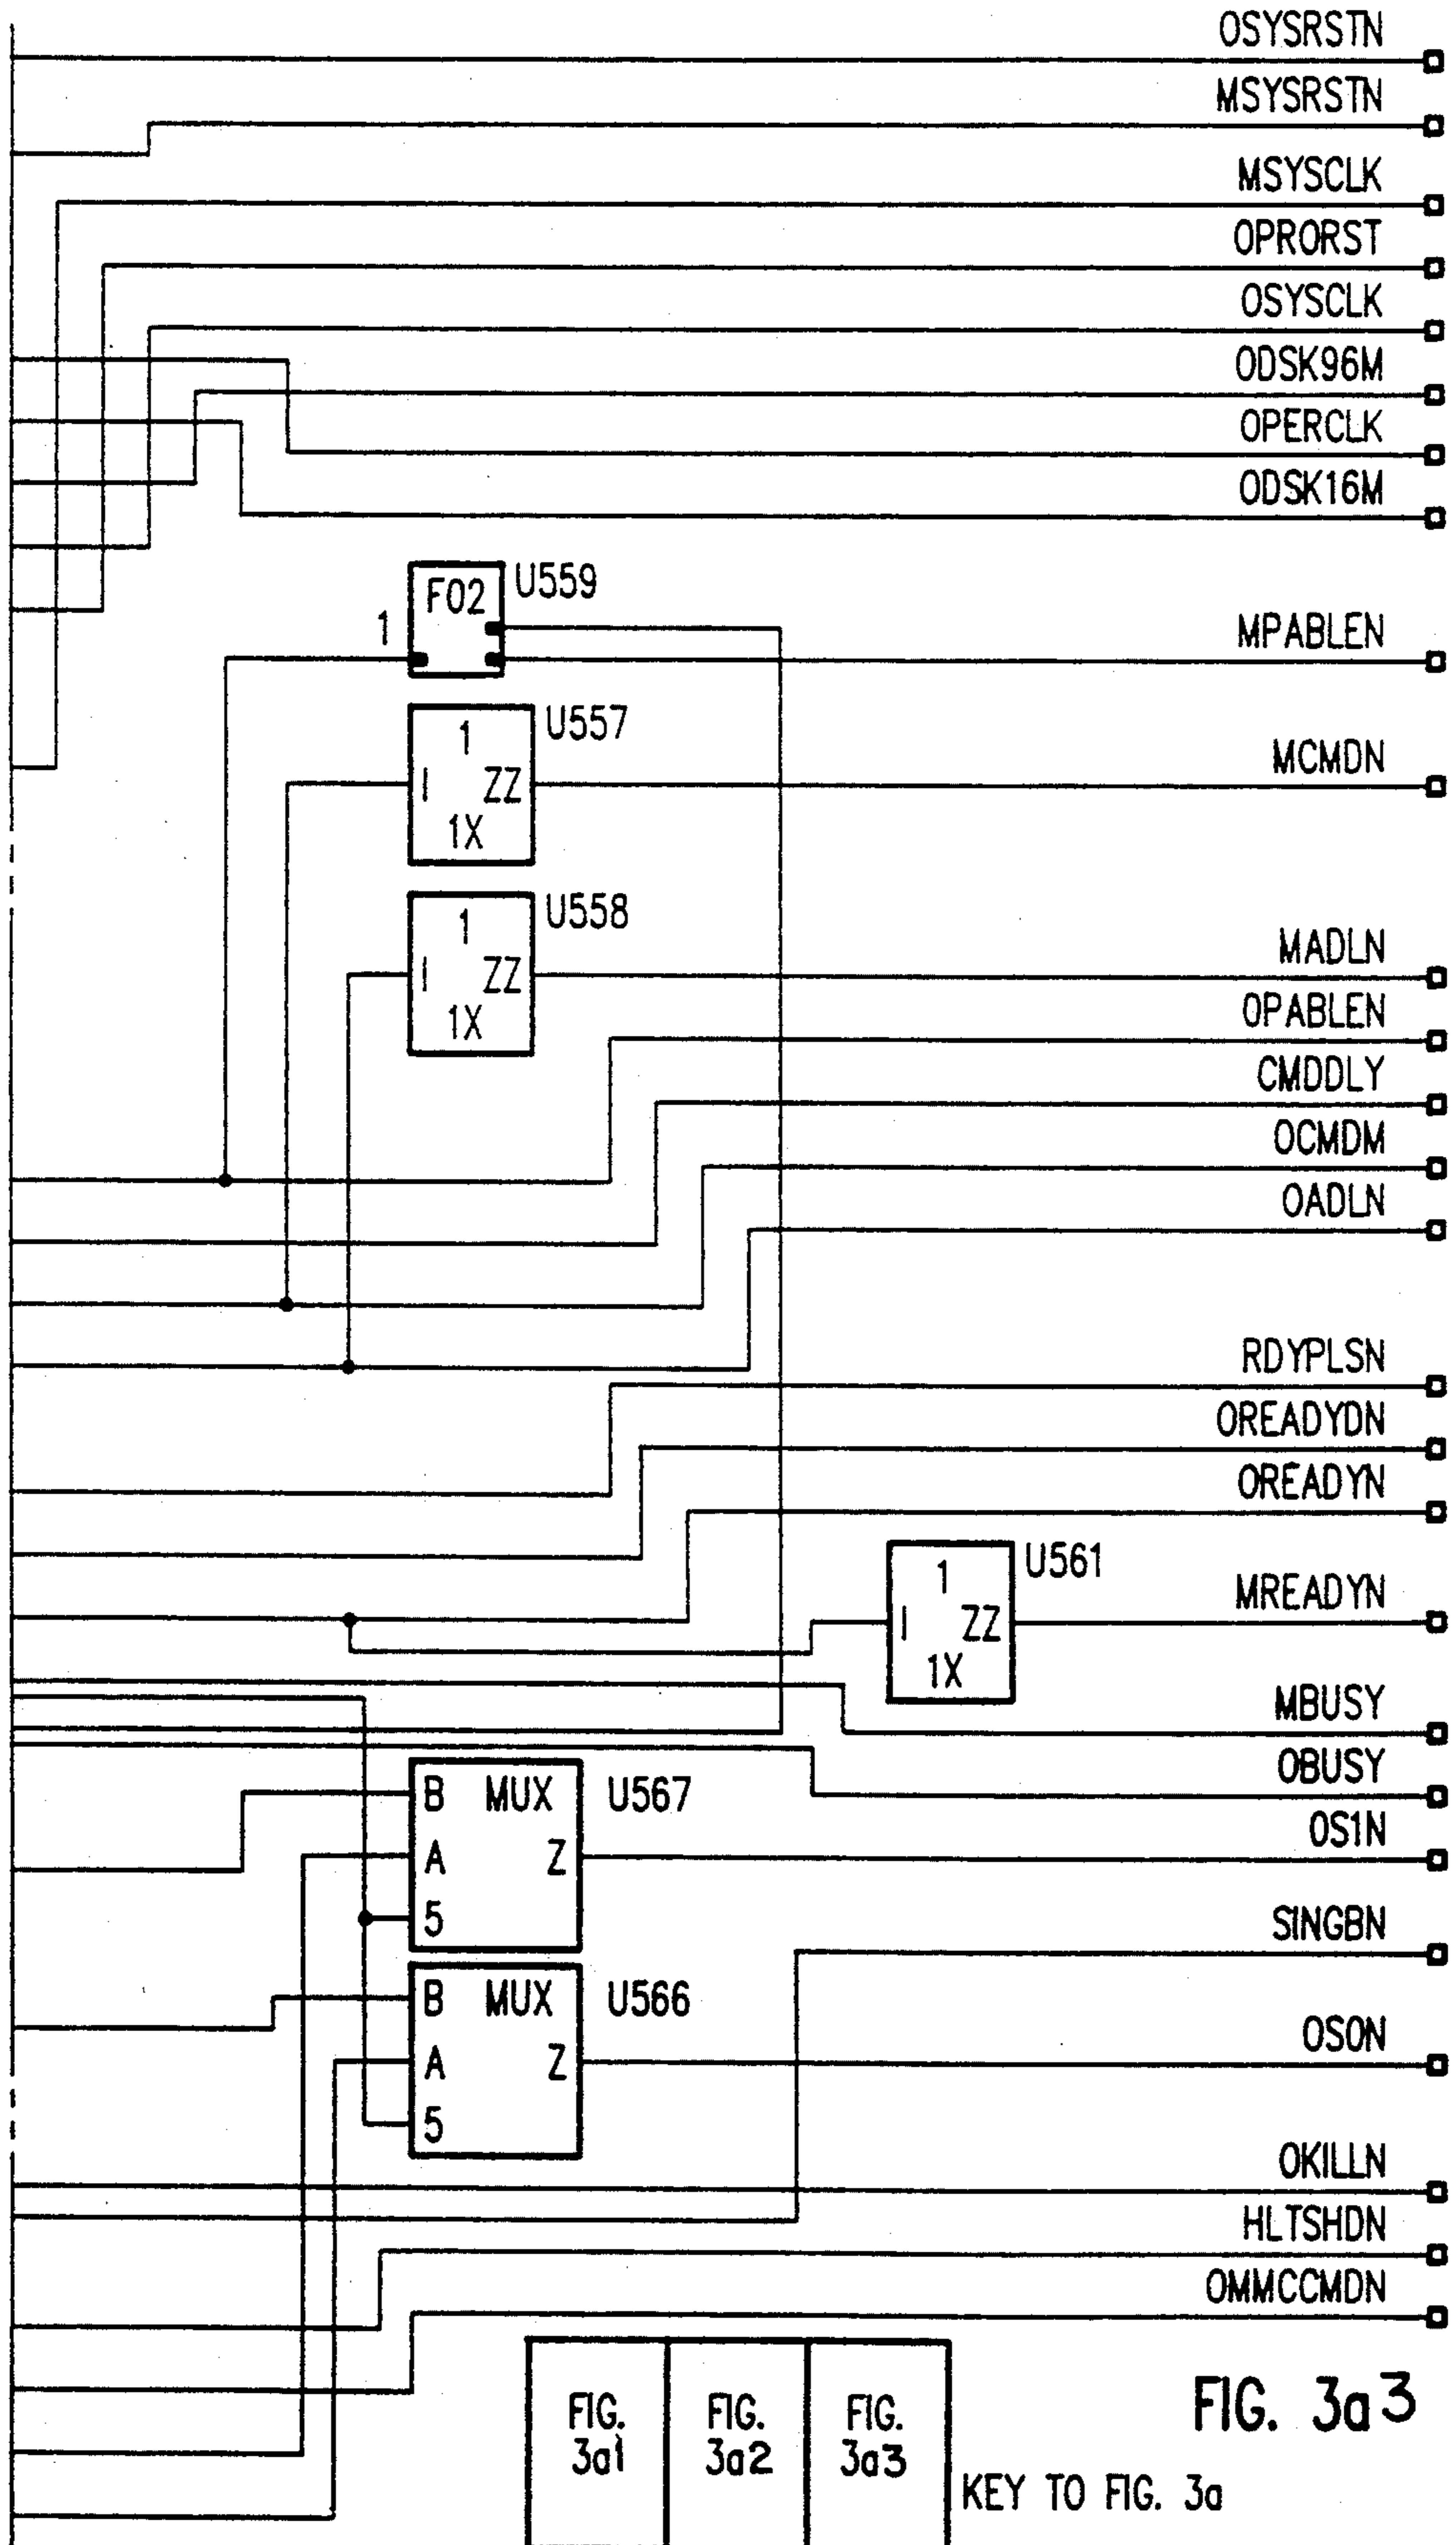 OSYSRSTN
MSYSRSTN
MSYSCLK
OPRORST
OSYSCLK
ODSK96M
OPERCLK
ODSK16M
F02 U559
1
MPABLEN
U557
1
I ZZ
1X
MCMDN
U558
1
I ZZ
1X
MADLN
OPABLEN
CMDDLY
OCMDM
OADLN
RDYPLSN
OREADYDN
OREADYN
U561
1
I ZZ
1X
MREADYN
MBUSY
OBUSY
B MUX U567
A Z
5
OS1N
SINGBN
B MUX U566
A Z
5
OS0N
OKILLN
HLTSHDN
OMMCCMDN
FIG. 3a1
FIG. 3a2
FIG. 3a3
KEY TO FIG. 3a
FIG. 3a3